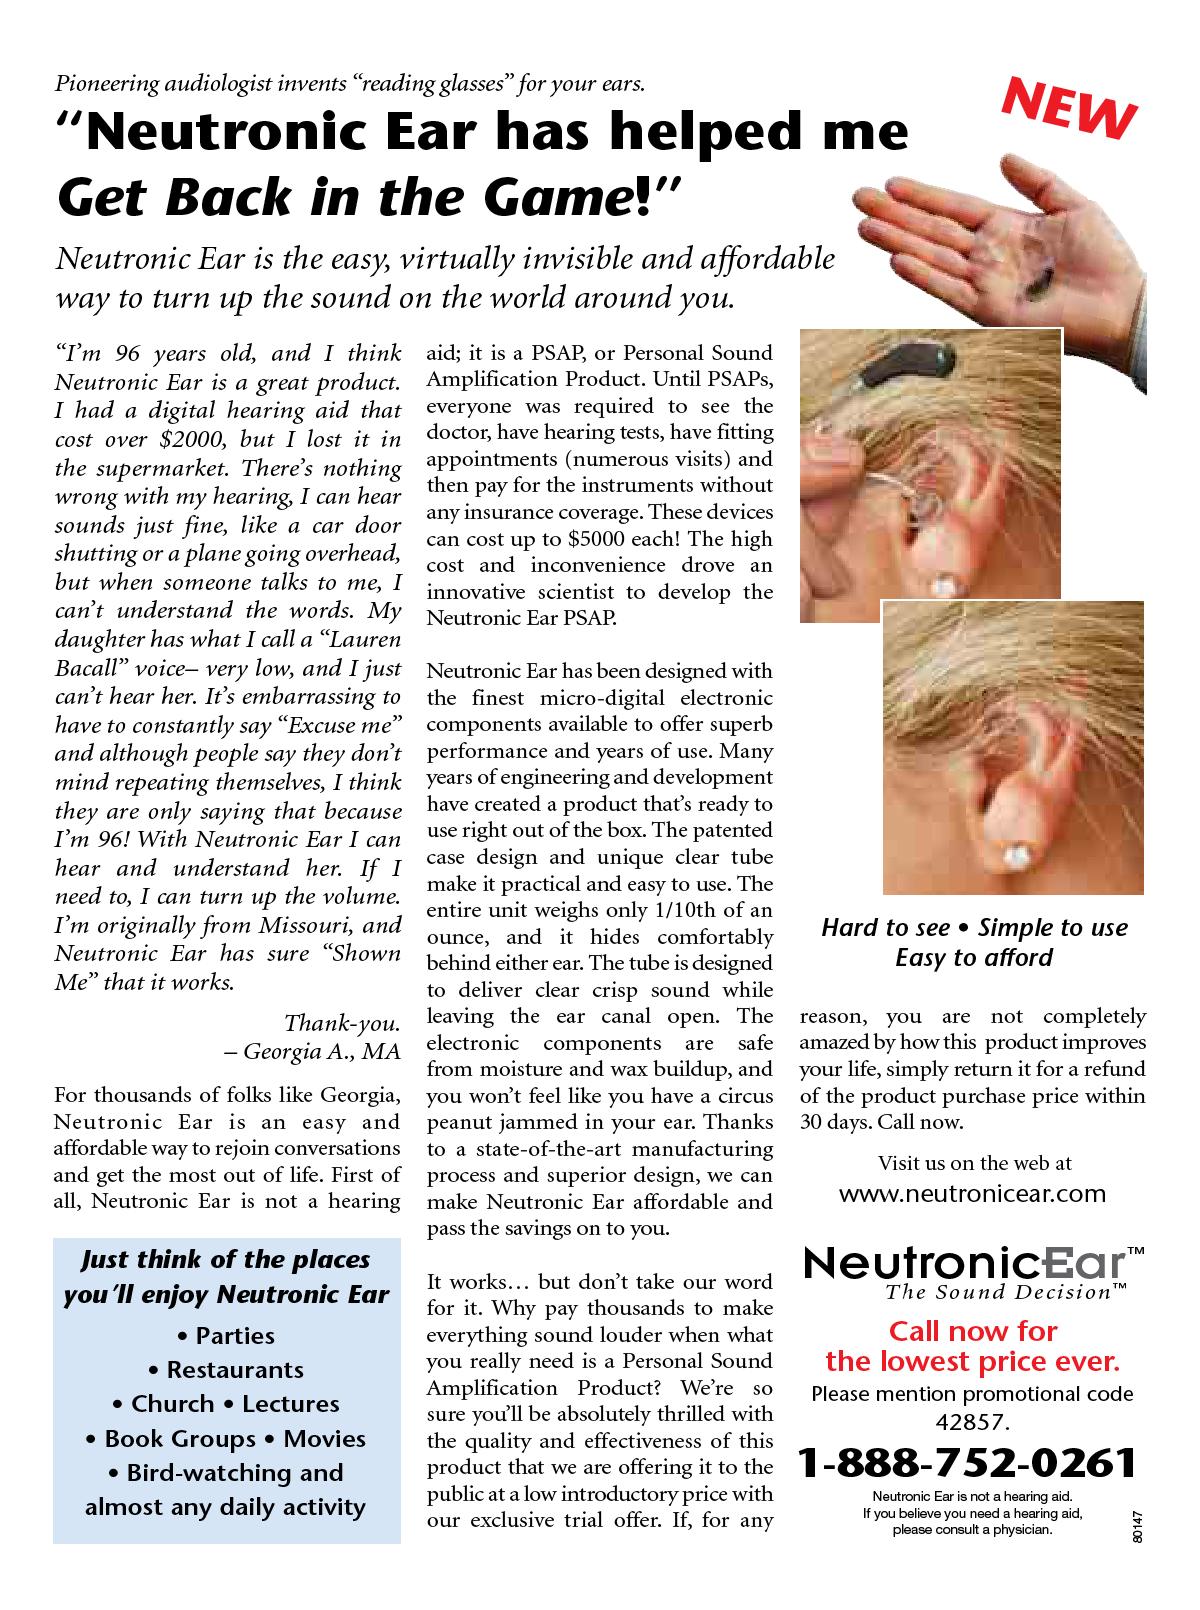 Pioneering audiologist invents “reading glasses” for your ears.
“Neutronic Ear has helped me
Get Back in the Game!”
NEW
Neutronic Ear is the easy, virtually invisible and affordable
way to turn up the sound on the world around you.
“I’m 96 years old, and I think
Neutronic Ear is a great product.
I had a digital hearing aid that
cost over $2000, but I lost it in
the supermarket. There’s nothing
wrong with my hearing, I can hear
sounds just fine, like a car door
shutting or a plane going overhead,
but when someone talks to me, I
can’t understand the words. My
daughter has what I call a “Lauren
Bacall” voice– very low, and I just
can’t hear her. It’s embarrassing to
have to constantly say “Excuse me”
and although people say they don’t
mind repeating themselves, I think
they are only saying that because
I’m 96! With Neutronic Ear I can
hear and understand her. If I
need to, I can turn up the volume.
I’m originally from Missouri, and
Neutronic Ear has sure “Shown
Me” that it works.
Thank-you.
– Georgia A., MA
For thousands of folks like Georgia,
Neutronic Ear is an easy and
affordable way to rejoin conversations
and get the most out of life. First of
all, Neutronic Ear is not a hearing
Just think of the places
you’ll enjoy Neutronic Ear
• Parties
• Restaurants
• Church • Lectures
• Book Groups • Movies
• Bird-watching and
almost any daily activity
aid; it is a PSAP, or Personal Sound
Amplification Product. Until PSAPs,
everyone was required to see the
doctor, have hearing tests, have fitting
appointments (numerous visits) and
then pay for the instruments without
any insurance coverage. These devices
can cost up to $5000 each! The high
cost and inconvenience drove an
innovative scientist to develop the
Neutronic Ear PSAP.
Neutronic Ear has been designed with
the finest micro-digital electronic
components available to offer superb
performance and years of use. Many
years of engineering and development
have created a product that’s ready to
use right out of the box. The patented
case design and unique clear tube
make it practical and easy to use. The
entire unit weighs only 1/10th of an
ounce, and it hides comfortably
behind either ear. The tube is designed
to deliver clear crisp sound while
leaving the ear canal open. The
electronic components are safe
from moisture and wax buildup, and
you won’t feel like you have a circus
peanut jammed in your ear. Thanks
to a state-of-the-art manufacturing
process and superior design, we can
make Neutronic Ear affordable and
pass the savings on to you.
It works… but don’t take our word
for it. Why pay thousands to make
everything sound louder when what
you really need is a Personal Sound
Amplification Product? We’re so
sure you’ll be absolutely thrilled with
the quality and effectiveness of this
product that we are offering it to the
public at a low introductory price with
our exclusive trial offer. If, for any
Hard to see • Simple to use
Easy to afford
reason, you are not completely
amazed by how this product improves
your life, simply return it for a refund
of the product purchase price within
30 days. Call now.
Visit us on the web at
www.neutronicear.com
NeutronicEar™
The Sound Decision™
Call now for
the lowest price ever.
Please mention promotional code
42857.
1-888-752-0261
Neutronic Ear is not a hearing aid.
If you believe you need a hearing aid,
please consult a physician.
80147